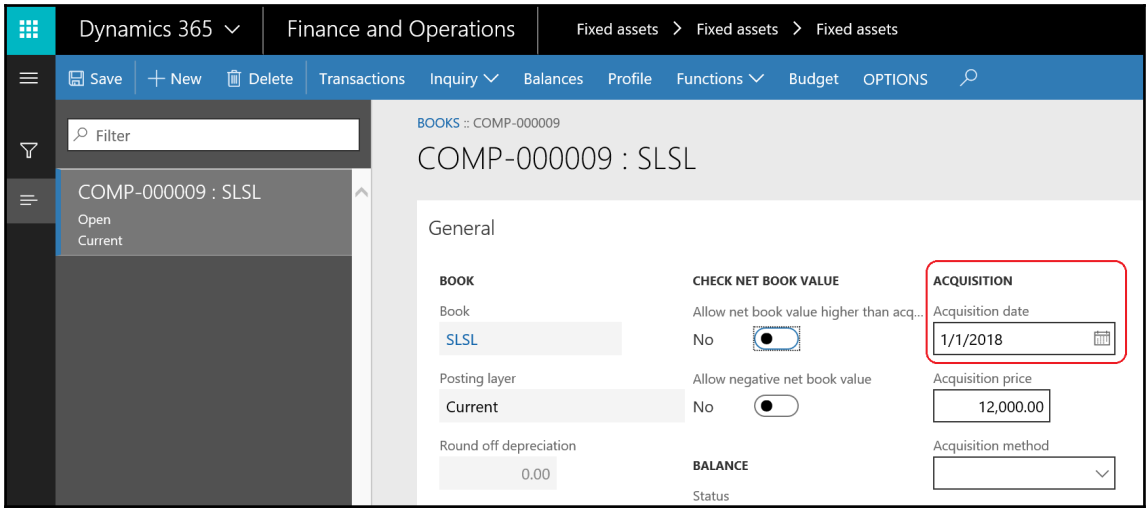 Dynamics 365
Finance and Operations
Fixed assets > Fixed assets > Fixed assets
Save
New
Delete
Transactions
Inquiry
Balances
Profile
Functions
Budget
OPTIONS
Filter
COMP-000009 : SLSL
Open
Current
BOOKS :: COMP-000009
COMP-000009 : SLSL
General
BOOK
Book
SLSL
Posting layer
Current
Round off depreciation
0.00
CHECK NET BOOK VALUE
Allow net book value higher than acq...
No
Allow negative net book value
No
BALANCE
Status
ACQUISITION
Acquisition date
1/1/2018
Acquisition price
12,000.00
Acquisition method